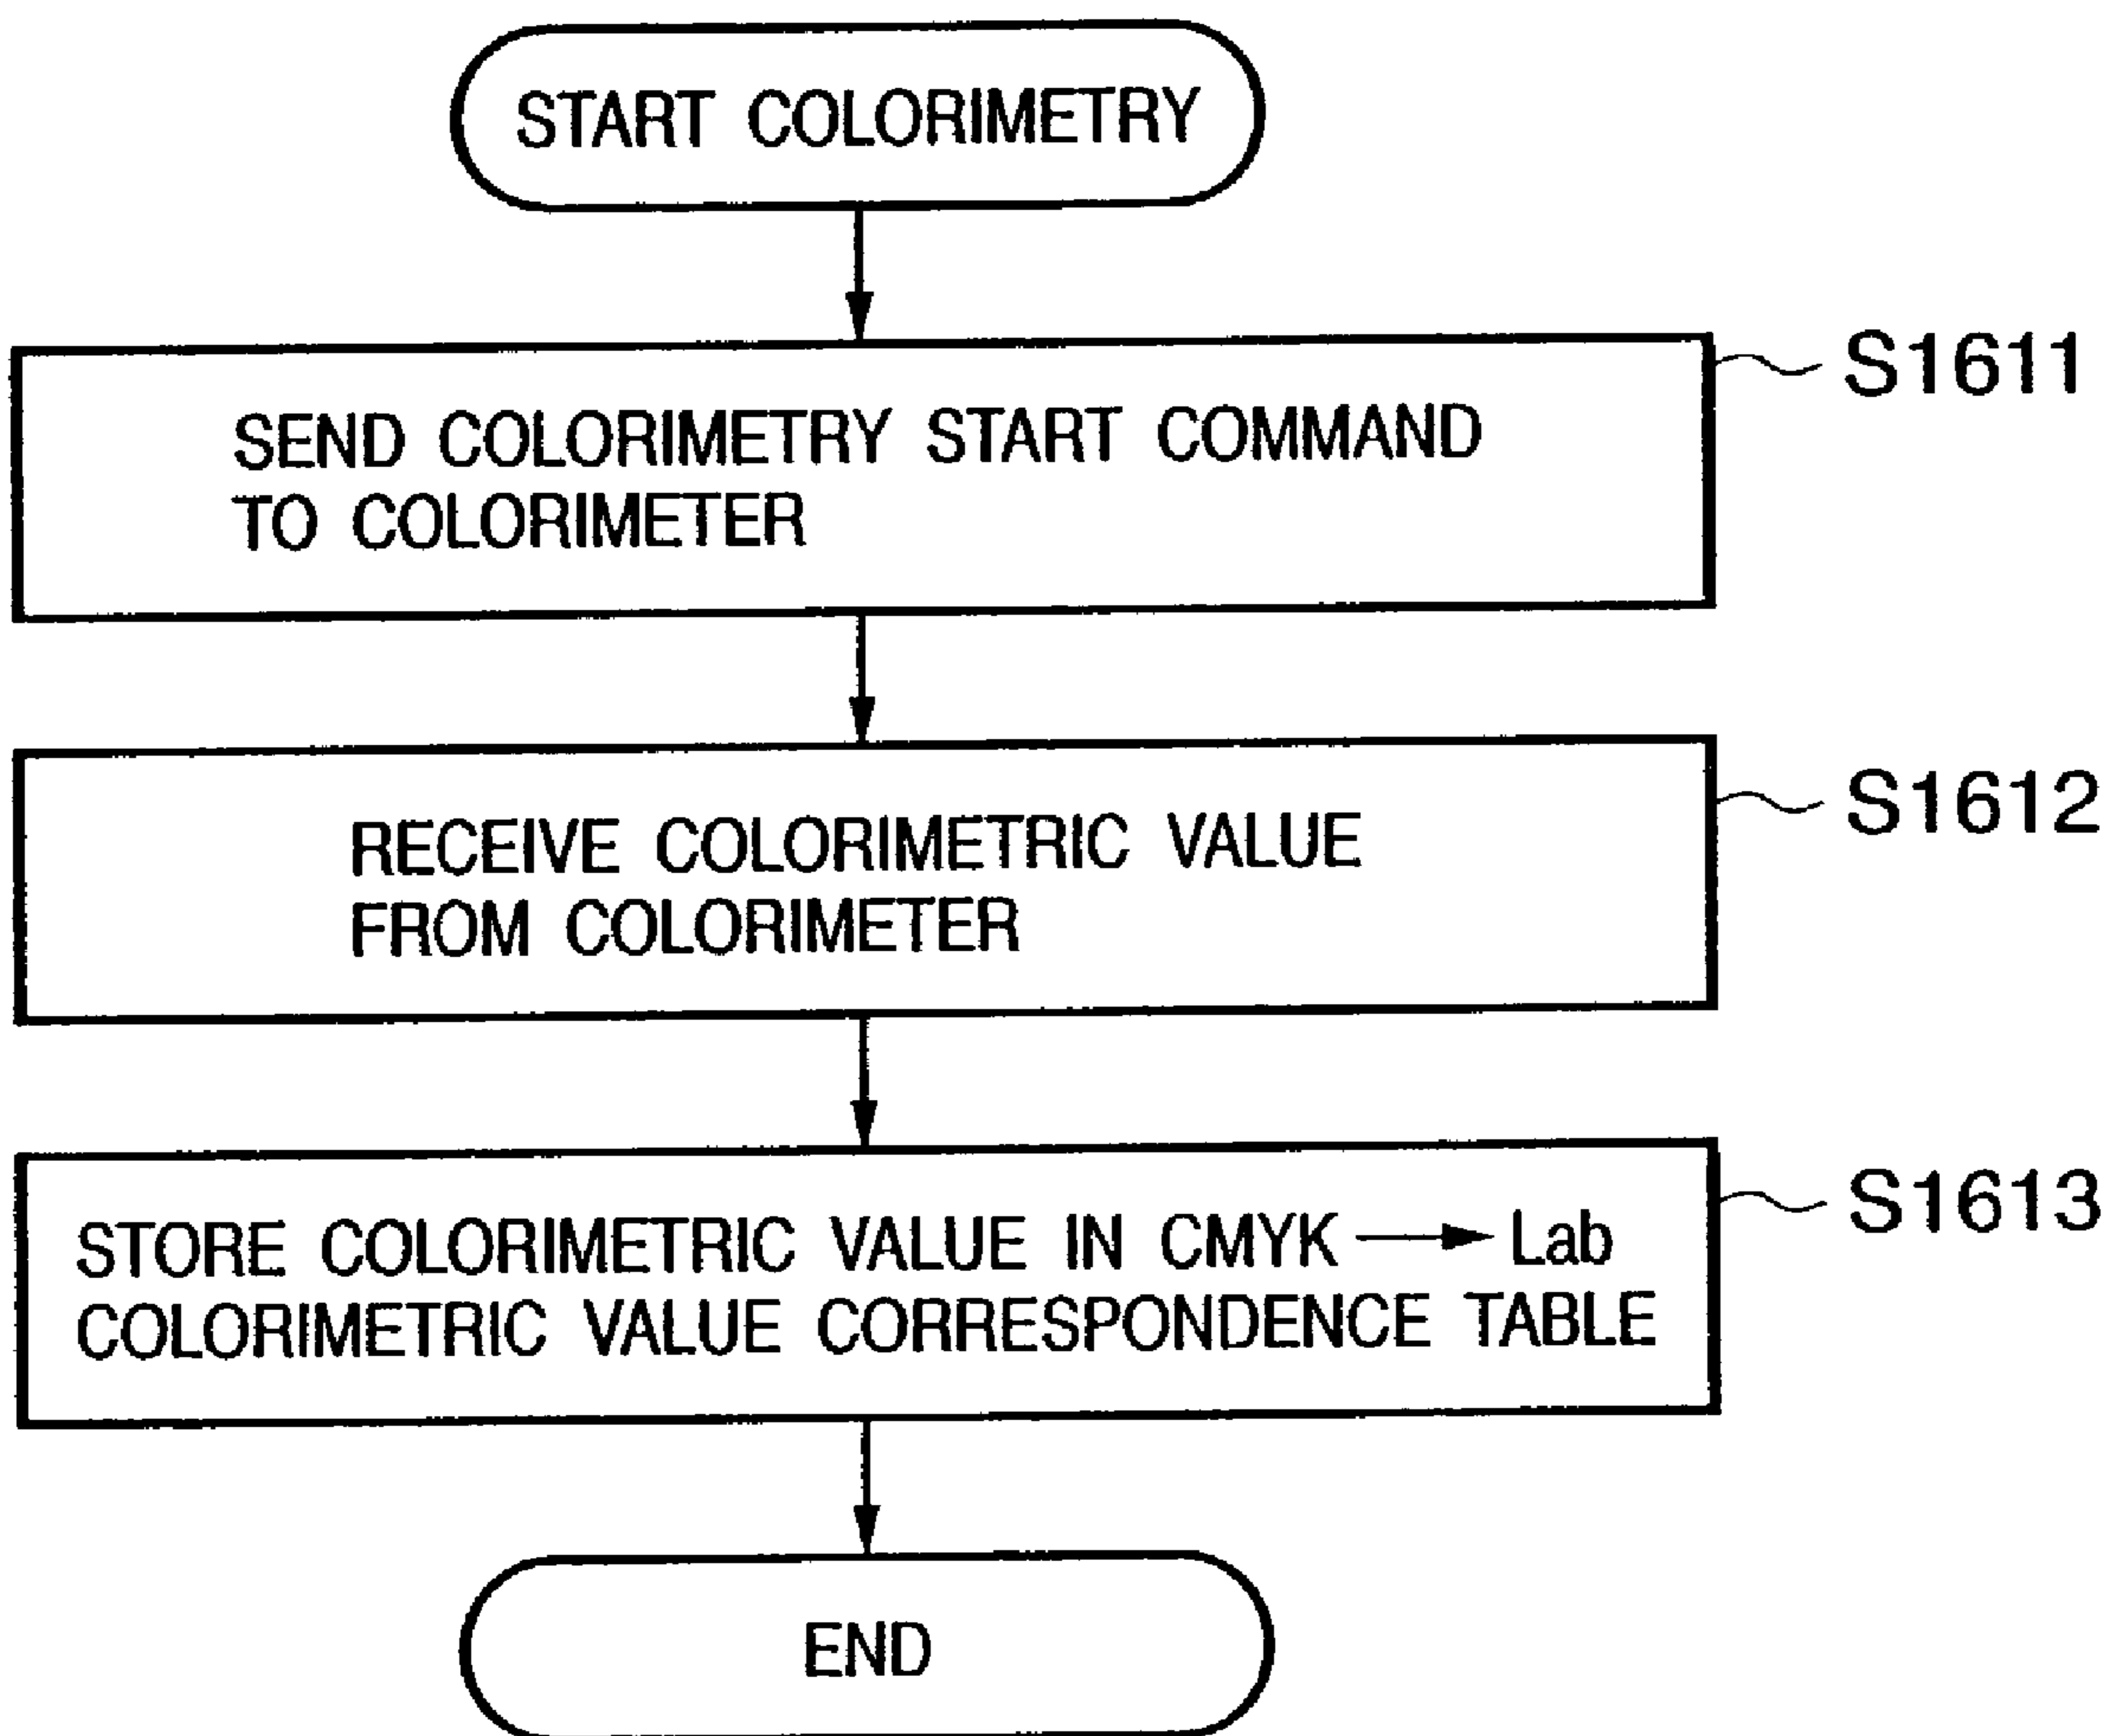 START COLORIMETRY
S1611
SEND COLORIMETRY START COMMAND
TO COLORIMETER
S1612
RECEIVE COLORIMETRIC VALUE
FROM COLORIMETER
S1613
STORE COLORIMETRIC VALUE IN CMYK → Lab
COLORIMETRIC VALUE CORRESPONDENCE TABLE
END